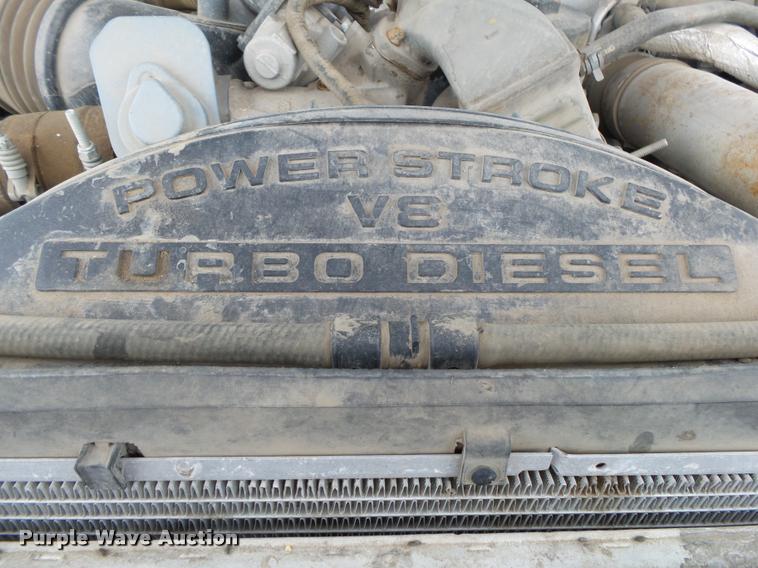 POWER STROKE
V8
TURBO DIESEL
Purple Wave Auction